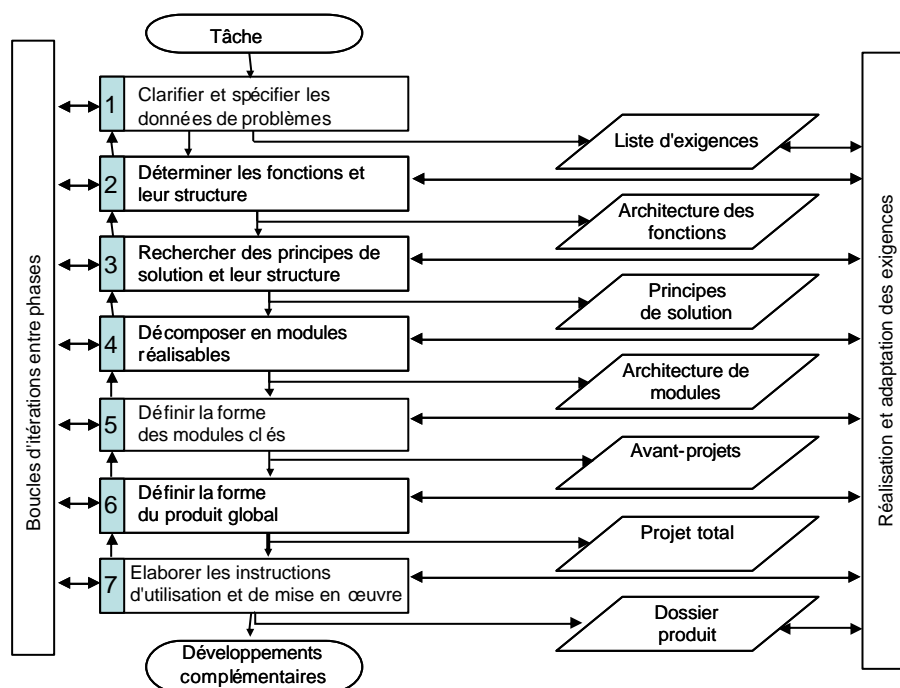 Tâche
Boucles d'itérations entre phases
Réalisation et adaptation des exigences
1
Clarifier et spécifier les
données de problèmes
Liste d'exigences
2
Déterminer les fonctions et
leur structure
Architecture des
fonctions
3
Rechercher des principes de
solution et leur structure
Principes
de solution
4
Décomposer en modules
réalisables
Architecture de
modules
5
Définir la forme
des modules clés
Avant-projets
6
Définir la forme
du produit global
Projet total
7
Elaborer les instructions
d'utilisation et de mise en œuvre
Dossier
produit
Développements
complémentaires